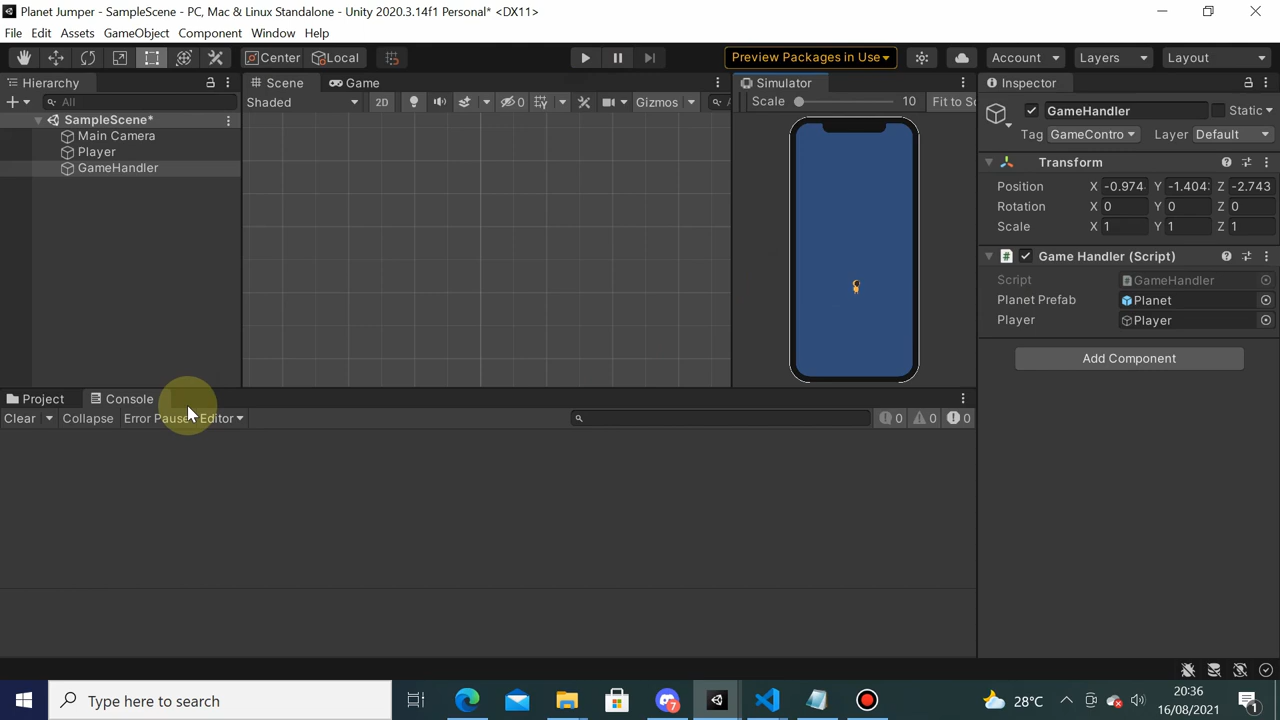 Planet Jumper - SampleScene - PC, Mac & Linux Standalone - Unity 2020.3.14f1 Personal* <DX11>
File Edit Assets GameObject Component Window Help
Center Local Preview Packages in Use Account Layers Layout
Hierarchy Scene Game Simulator Inspector
All Shaded 2D 0 Gizmos Scale 10 Fit to Sc
GameHandler Static
SampleScene*
Main Camera
Tag GameContro Layer Default
Player
GameHandler
Transform
Position X -0.974 Y -1.404 Z -2.743
Rotation X 0 Y 0 Z 0
Scale X 1 Y 1 Z 1
Game Handler (Script)
Script GameHandler
Planet Prefab Planet
Player Player
Add Component
Project Console
Clear Collapse Error Pause Editor 0 0 0
Type here to search
7
28°C
20:36
16/08/2021
1